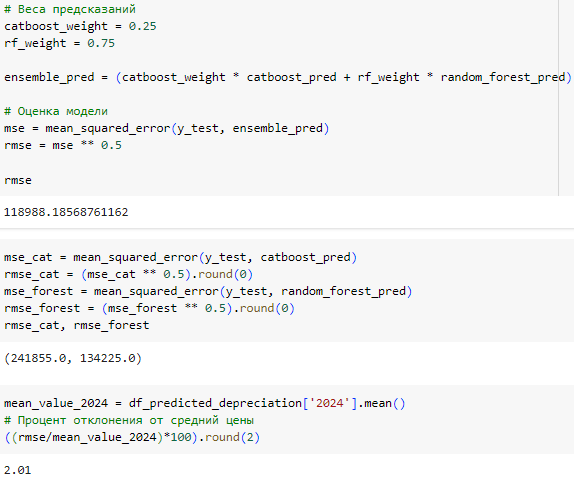 # Веса предсказаний
catboost_weight = 0.25
rf_weight = 0.75
ensemble_pred = (catboost_weight * catboost_pred + rf_weight * random_forest_pred)
# Оценка модели
mse = mean_squared_error(y_test, ensemble_pred)
rmse = mse ** 0.5
rmse
118988.18568761162
mse_cat = mean_squared_error(y_test, catboost_pred)
rmse_cat = (mse_cat ** 0.5).round(0)
mse_forest = mean_squared_error(y_test, random_forest_pred)
rmse_forest = (mse_forest ** 0.5).round(0)
rmse_cat, rmse_forest
(241855.0, 134225.0)
mean_value_2024 = df_predicted_depreciation['2024'].mean()
# Процент отклонения от средний цены
((rmse/mean_value_2024)*100).round(2)
2.01